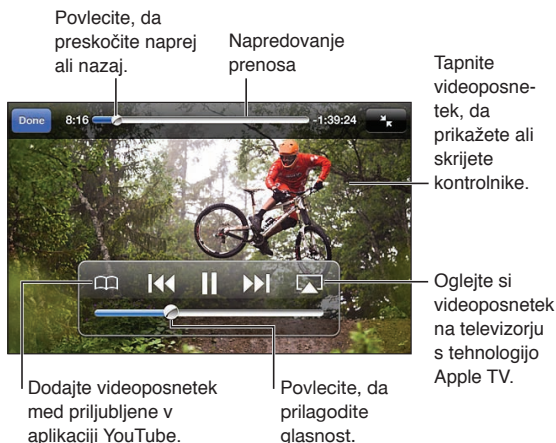 Povlecite, da
preskočite naprej
ali nazaj.
Napredovanje
prenosa
Tapnite
videoposne-
tek, da
prikažete ali
skrijete
kontrolnike.
Done
8:16
-1:39:24
Oglejte si
videoposnetek
na televizorju
s tehnologijo
Apple TV.
Dodajte videoposnetek
med priljubljene v
aplikaciji YouTube.
Povlecite, da
prilagodite
glasnost.